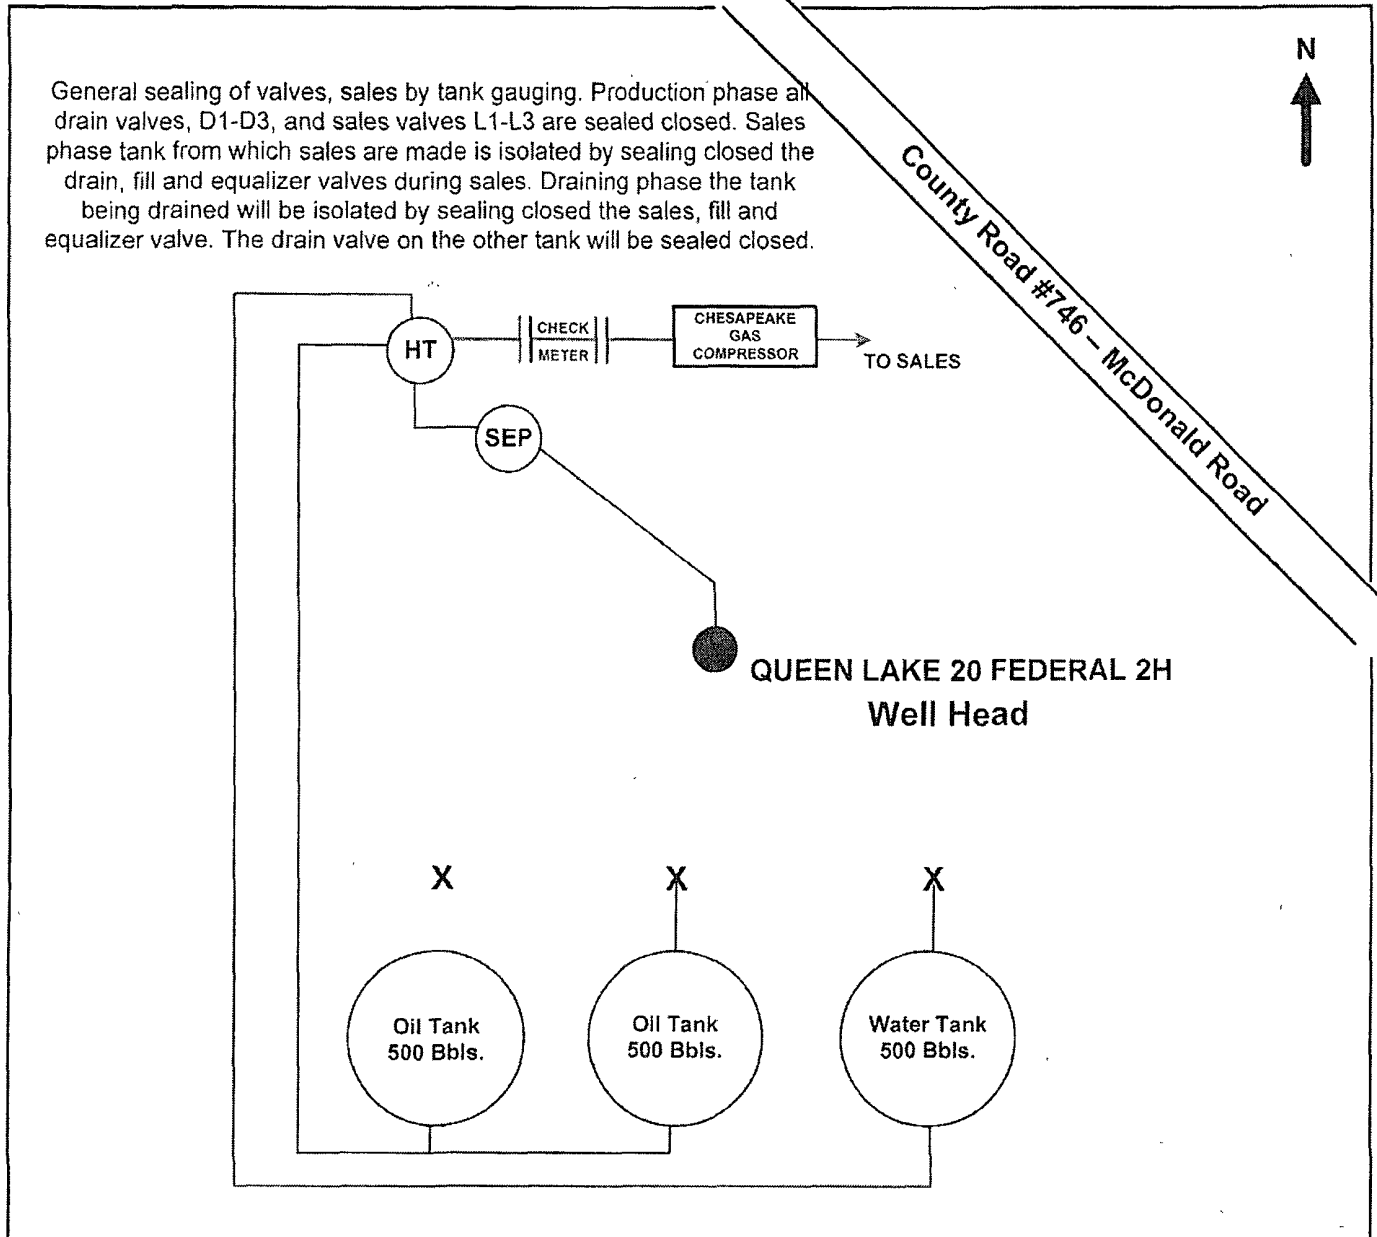 N
General sealing of valves, sales by tank gauging. Production phase all
drain valves, D1-D3, and sales valves L1-L3 are sealed closed. Sales
phase tank from which sales are made is isolated by sealing closed the
drain, fill and equalizer valves during sales. Draining phase the tank
being drained will be isolated by sealing closed the sales, fill and
equalizer valve. The drain valve on the other tank will be sealed closed.
County Road #746 – McDonald Road
HT
CHECK
METER
CHESAPEAKE
GAS
COMPRESSOR
TO SALES
SEP
QUEEN LAKE 20 FEDERAL 2H
Well Head
X
X
X
Oil Tank
500 Bbls.
Oil Tank
500 Bbls.
Water Tank
500 Bbls.